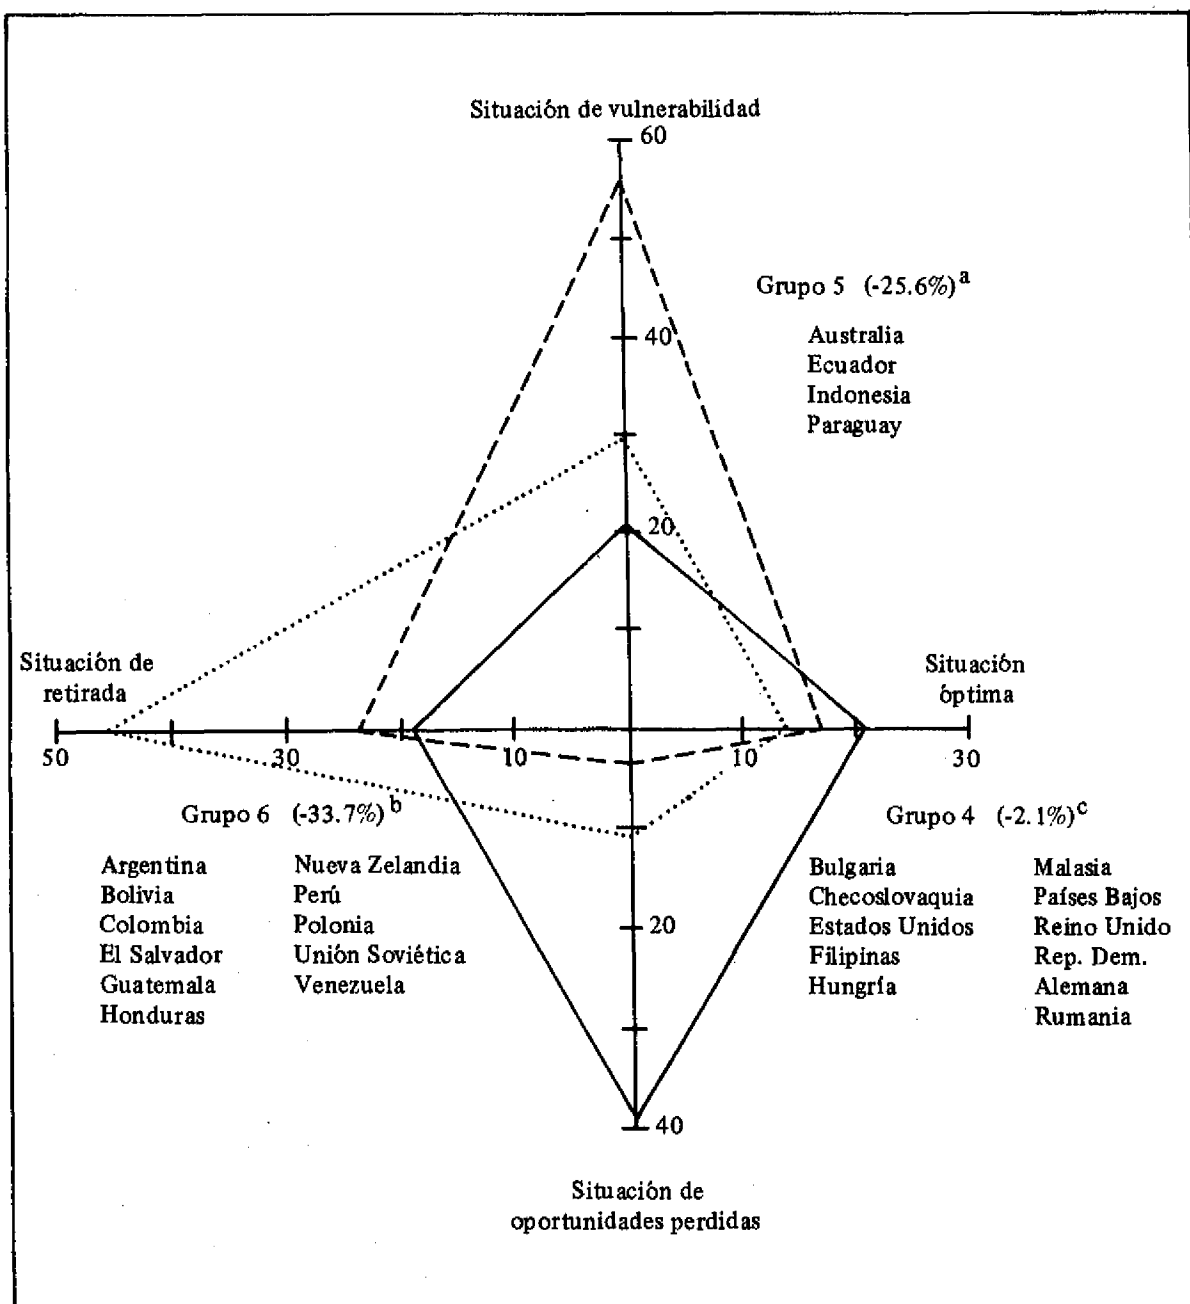 Situación de vulnerabilidad
60
Grupo 5 (-25.6%)a
40
Australia
Ecuador
Indonesia
Paraguay
20
Situación de
retirada
Situación
óptima
50
30
10
10
30
Grupo 6 (-33.7%)b
Argentina
Bolivia
Colombia
El Salvador
Guatemala
Honduras
Nueva Zelandia
Perú
Polonia
Unión Soviética
Venezuela
Grupo 4 (-2.1%)c
Bulgaria
Checoslovaquia
Estados Unidos
Filipinas
Hungría
Malasia
Países Bajos
Reino Unido
Rep. Dem.
Alemana
Rumania
20
40
Situación de
oportunidades perdidas